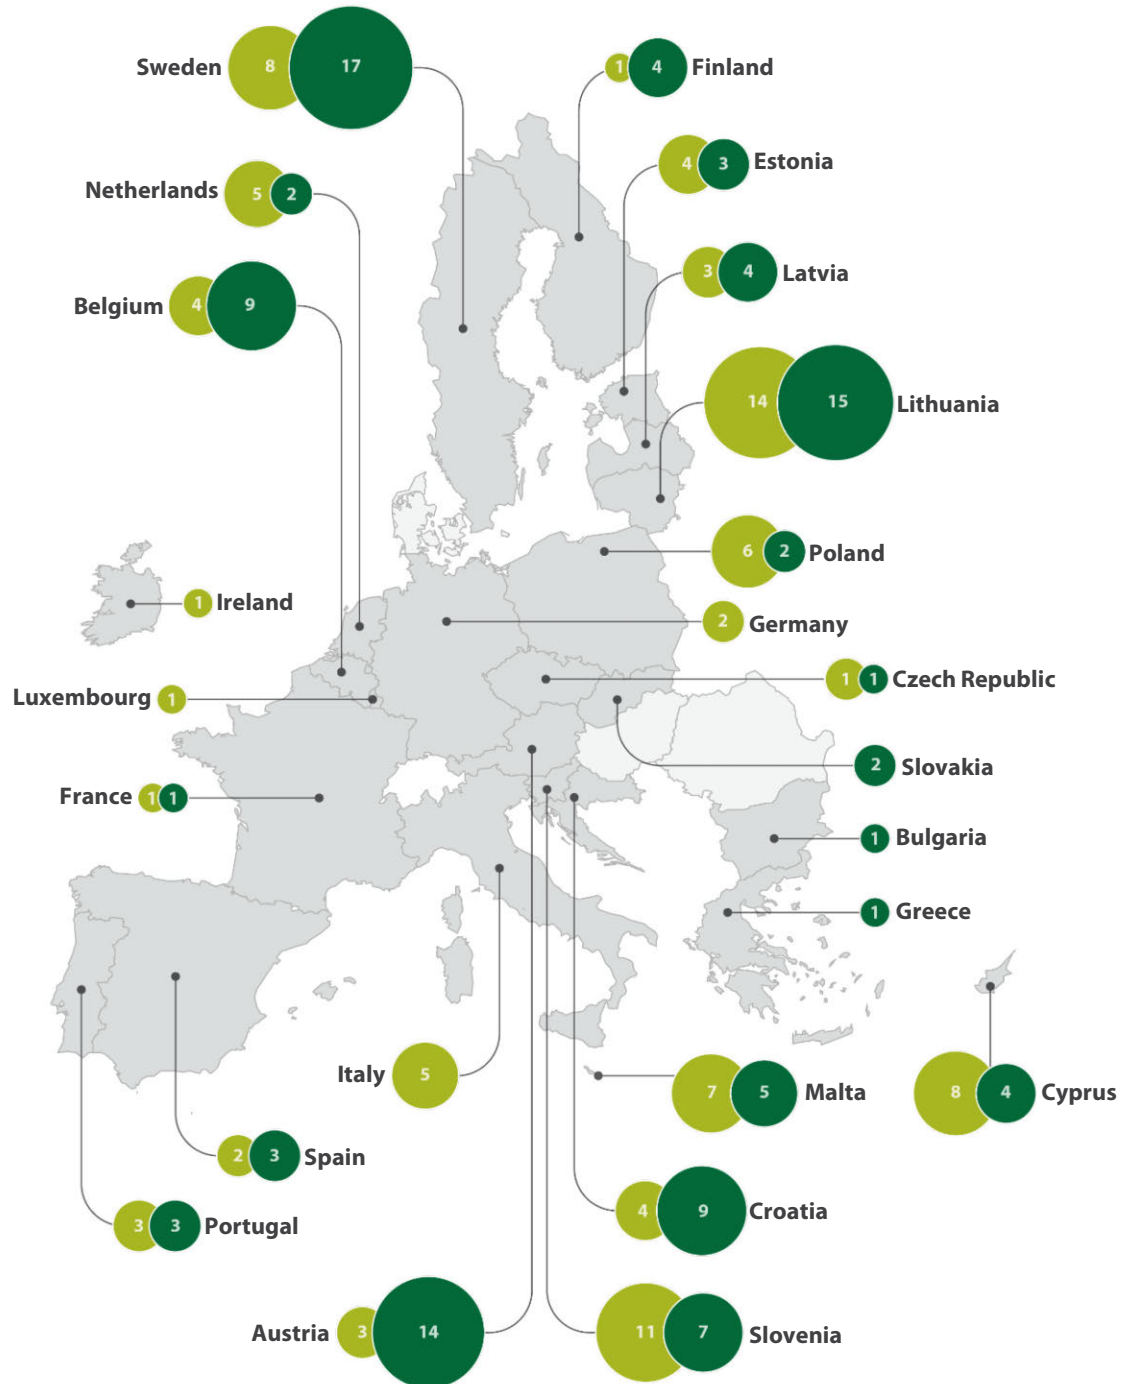 Sweden 8 17
1 4 Finland
4 3 Estonia
Netherlands 5 2
3 4 Latvia
Belgium 4 9
14 15 Lithuania
6 2 Poland
1 Ireland
2 Germany
1 1 Czech Republic
Luxembourg 1
2 Slovakia
France 1 1
1 Bulgaria
1 Greece
Italy 5
7 5 Malta
8 4 Cyprus
2 3 Spain
4 9 Croatia
3 3 Portugal
Austria 3 14
11 7 Slovenia